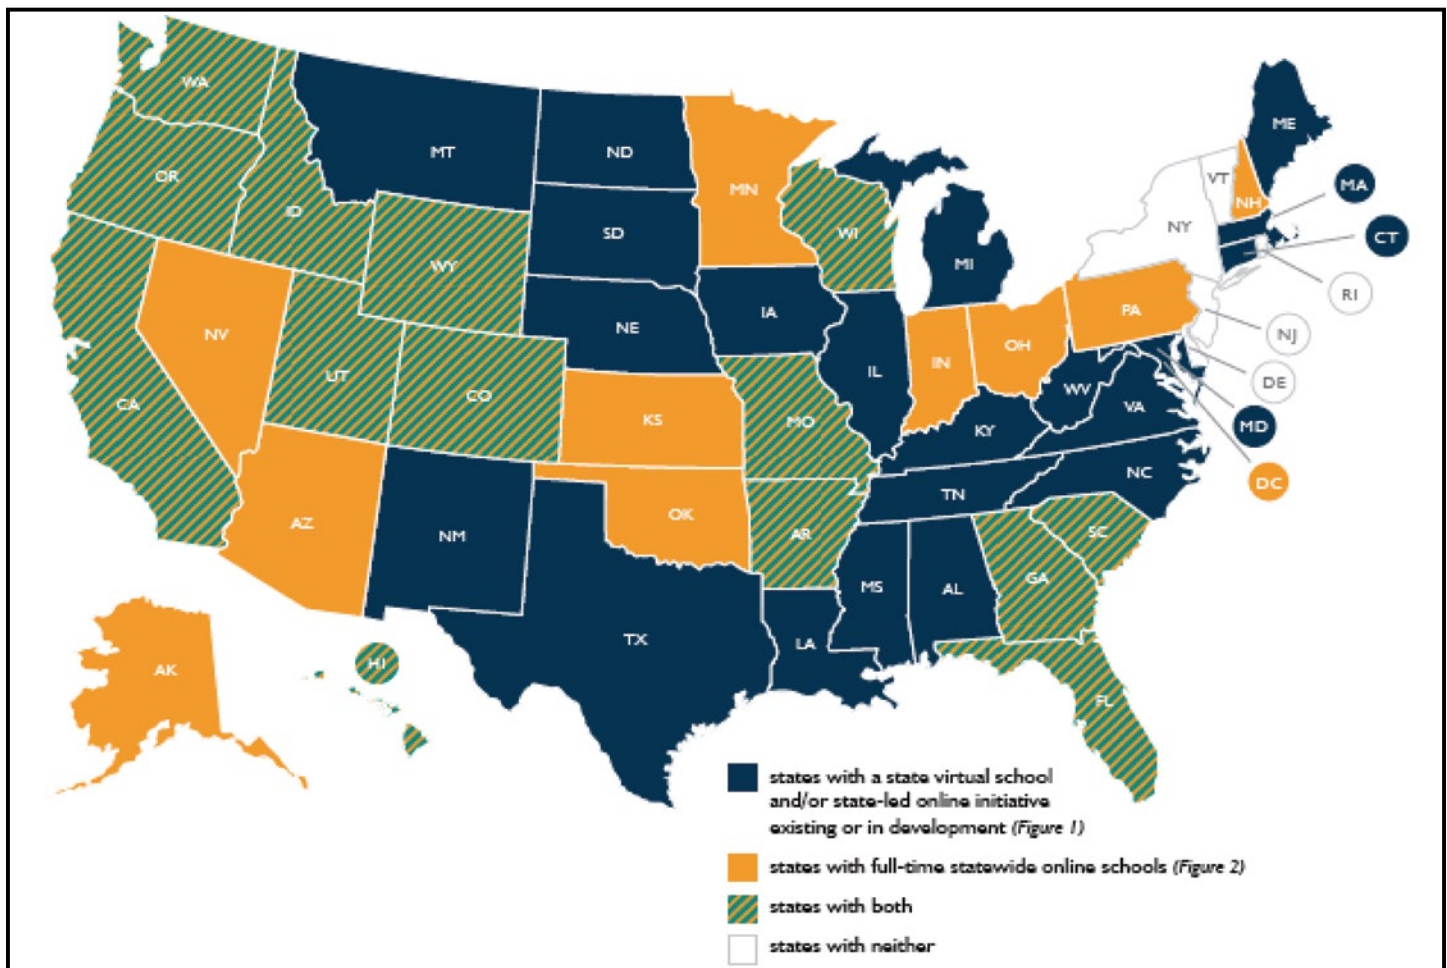 WA
MT
ND
MN
ME
OR
ID
SD
WI
VT
NH
MA
NY
CT
WY
MI
RI
NE
IA
PA
NJ
NV
OH
IN
IL
DE
UT
CO
WV
VA
MD
CA
KS
MO
KY
NC
DC
TN
AZ
OK
NM
AR
SC
GA
MS
AL
TX
LA
AK
HI
FL
states with a state virtual school
and/or state-led online initiative
existing or in development (Figure 1)
states with full-time statewide online schools (Figure 2)
states with both
states with neither